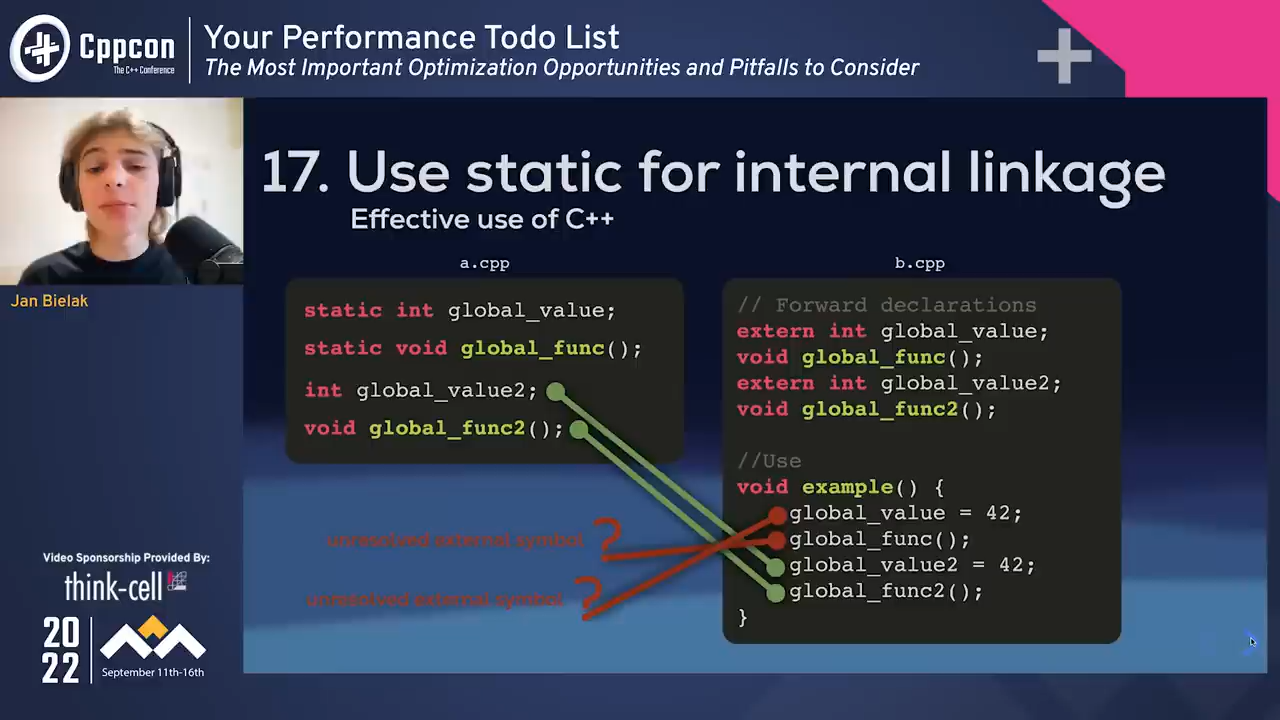 Cppcon
The C++ Conference
Your Performance Todo List
The Most Important Optimization Opportunities and Pitfalls to Consider
Jan Bielak
17. Use static for internal linkage
Effective use of C++
a.cpp
static int global_value;
static void global_func();
int global_value2;
void global_func2();
unresolved external symbol ?
unresolved external symbol ?
b.cpp
// Forward declarations
extern int global_value;
void global_func();
extern int global_value2;
void global_func2();
//Use
void example() {
global_value = 42;
global_func();
global_value2 = 42;
global_func2();
}
Video Sponsorship Provided By:
think-cell
20
22
September 11th-16th